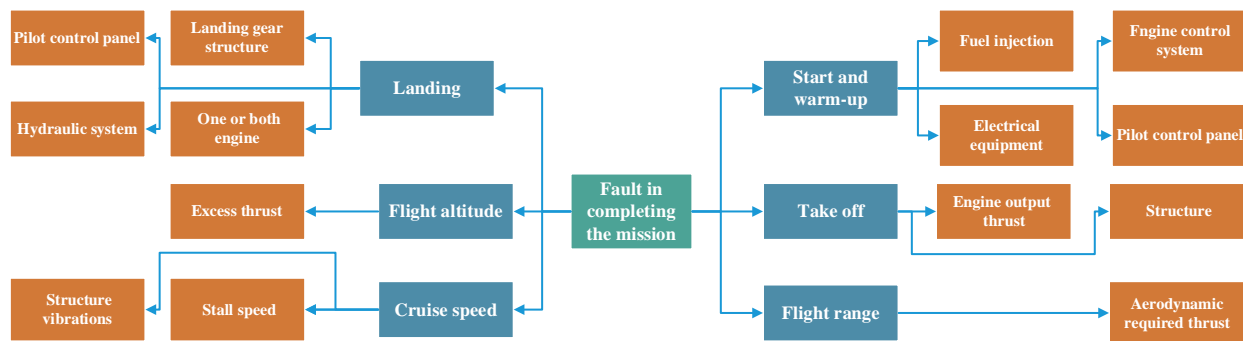 Pilot control panel
Landing gear
structure
Landing
Hydraulic system
One or both
engine
Excess thrust
Flight altitude
Structure
vibrations
Stall speed
Cruise speed
Fault in
completing
the mission
Start and
warm-up
Fuel injection
Fngine control
system
Electrical
equipment
Pilot control panel
Take off
Engine output
thrust
Structure
Flight range
Aerodynamic
required thrust